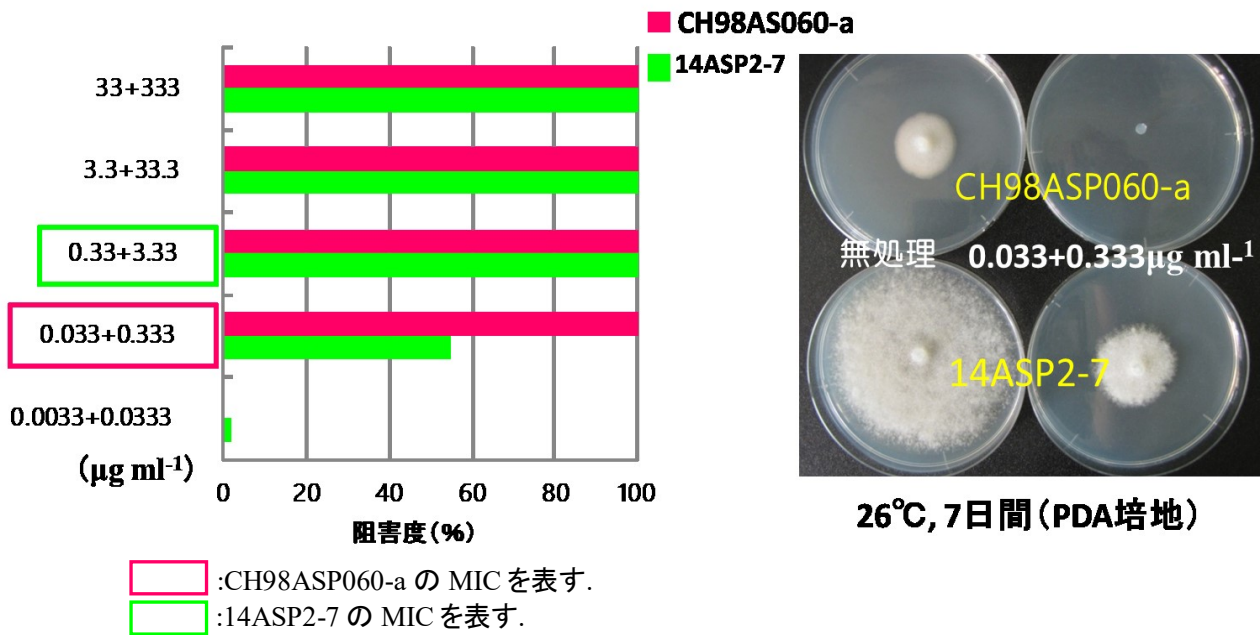 CH98AS060-a
14ASP2-7
33+333
3.3+33.3
0.33+3.33
0.033+0.333
0.0033+0.0333
(μg ml-1)
0 20 40 60 80 100
阻害度(%)
CH98ASP060-a
無処理 0.033+0.333μg ml-1
14ASP2-7
26℃, 7日間(PDA培地)
:CH98ASP060-a の MIC を表す.
:14ASP2-7 の MIC を表す.